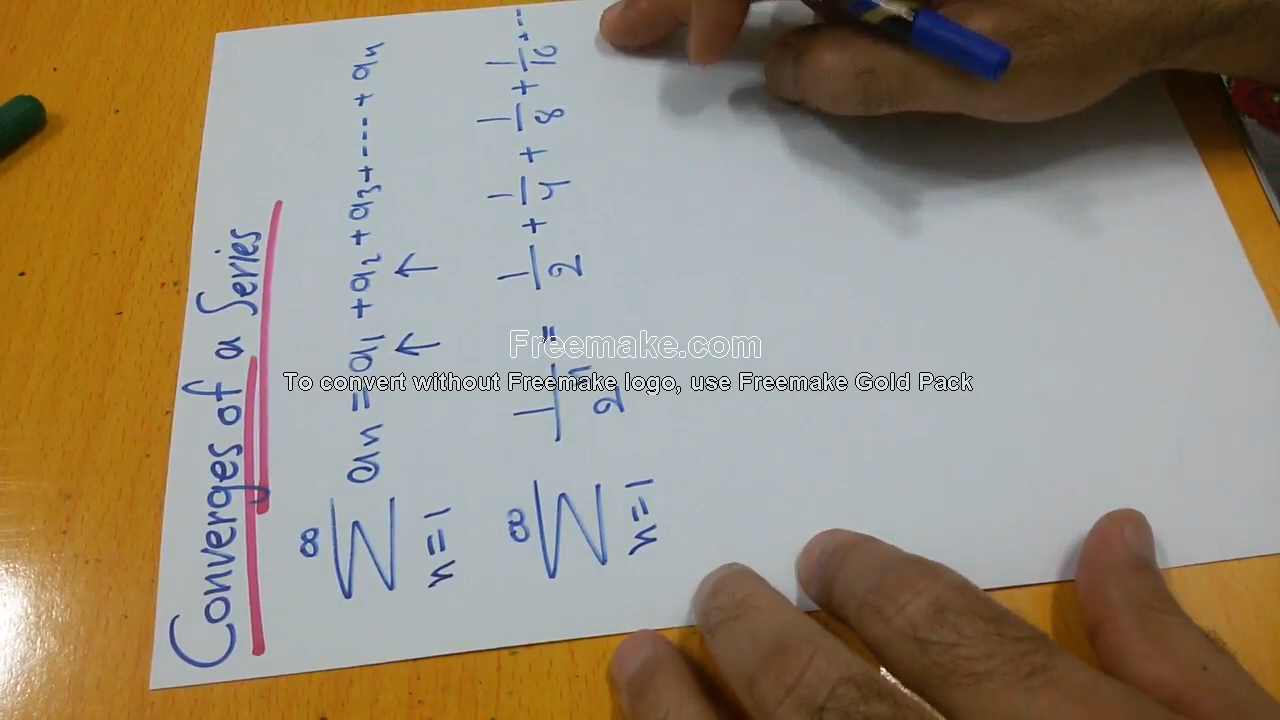 Converges of a Series
∞
∑ an = a1 + a2 + a3 + ---- + an
n=1
↑ ↑
∞
∑ 1/2^n = 1/2 + 1/4 + 1/8 + 1/16 + ---
n=1
Freemake.com
To convert without Freemake logo, use Freemake Gold Pack